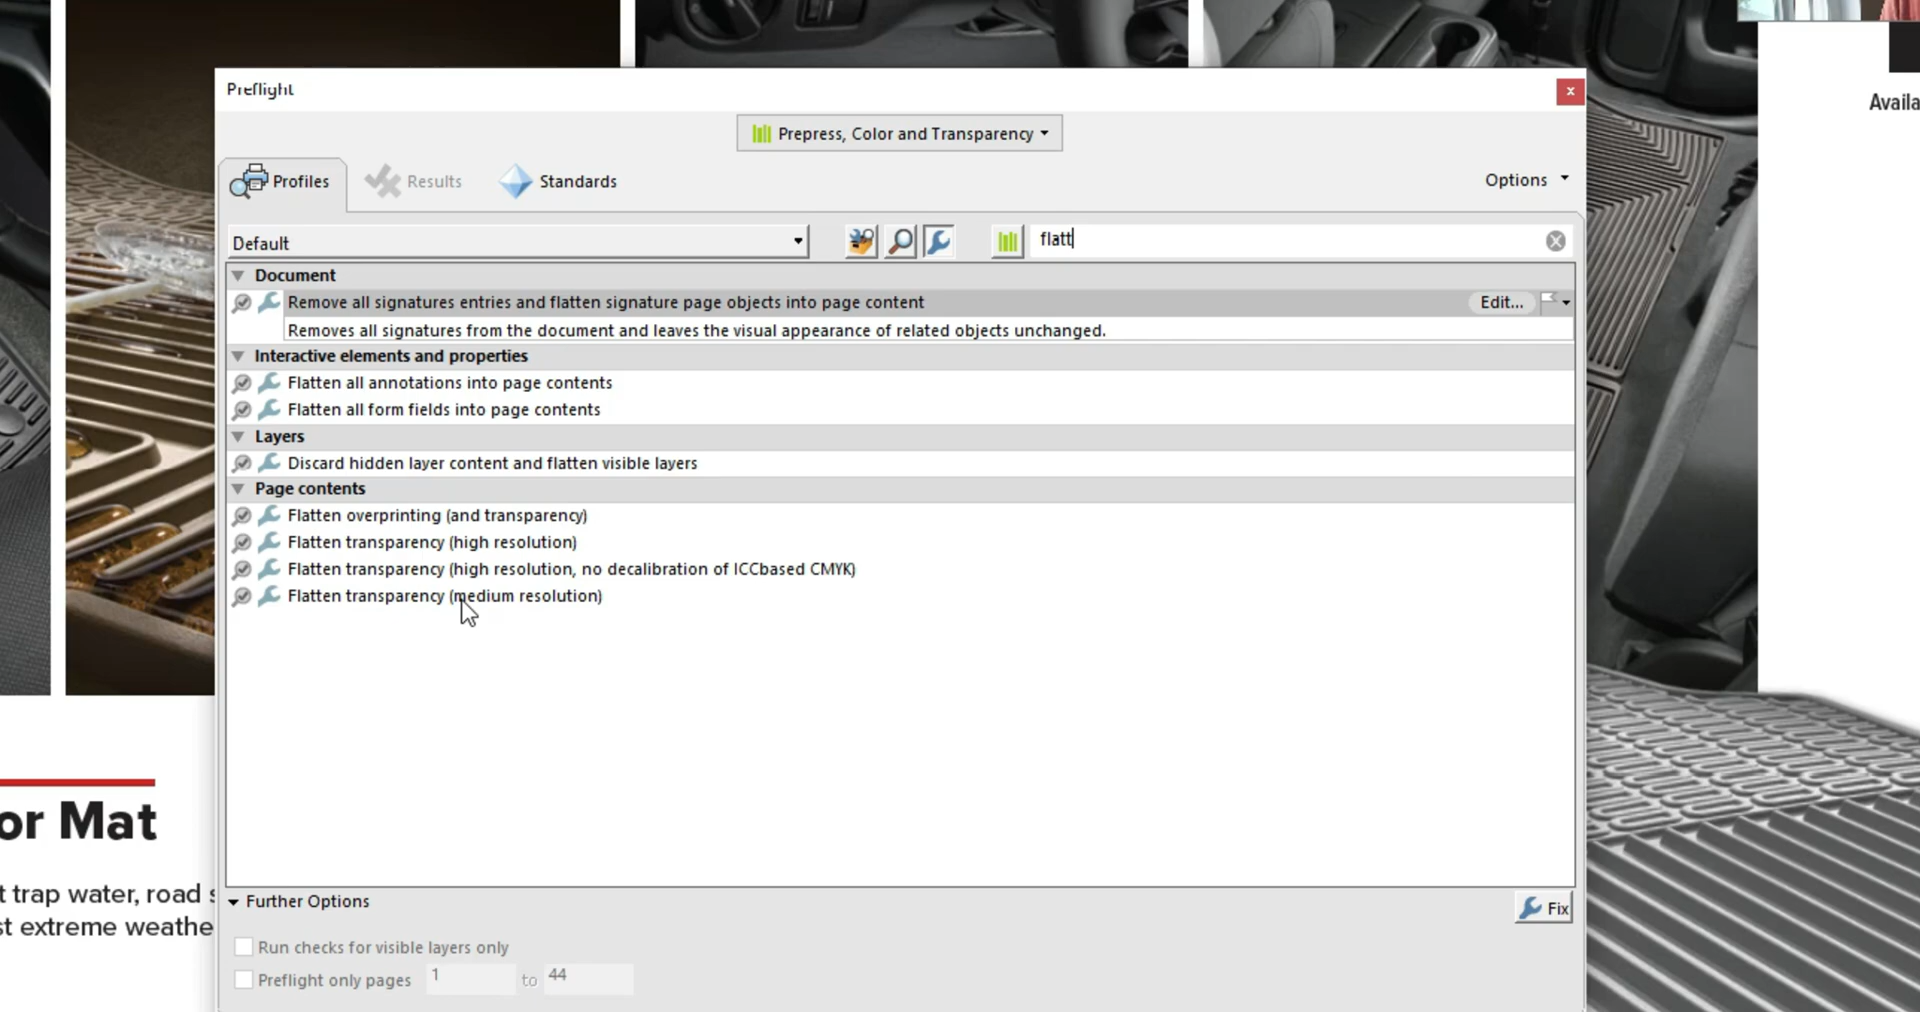 Availa
Preflight
Prepress, Color and Transparency
Profiles
Results
Standards
Options
Default
flatt
Document
Remove all signatures entries and flatten signature page objects into page content
Edit...
Removes all signatures from the document and leaves the visual appearance of related objects unchanged.
Interactive elements and properties
Flatten all annotations into page contents
Flatten all form fields into page contents
Layers
Discard hidden layer content and flatten visible layers
Page contents
Flatten overprinting (and transparency)
Flatten transparency (high resolution)
Flatten transparency (high resolution, no decalibration of ICCbased CMYK)
Flatten transparency (medium resolution)
Further Options
Fix
Run checks for visible layers only
Preflight only pages 1 to 44
or Mat
t trap water, road s
st extreme weathe